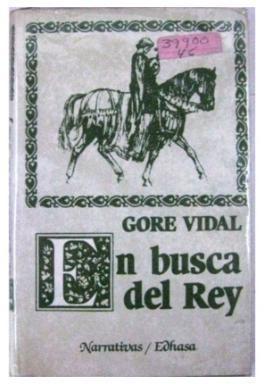 39900
GORE VIDAL
En busca
del Rey
Narrativas / Edhasa